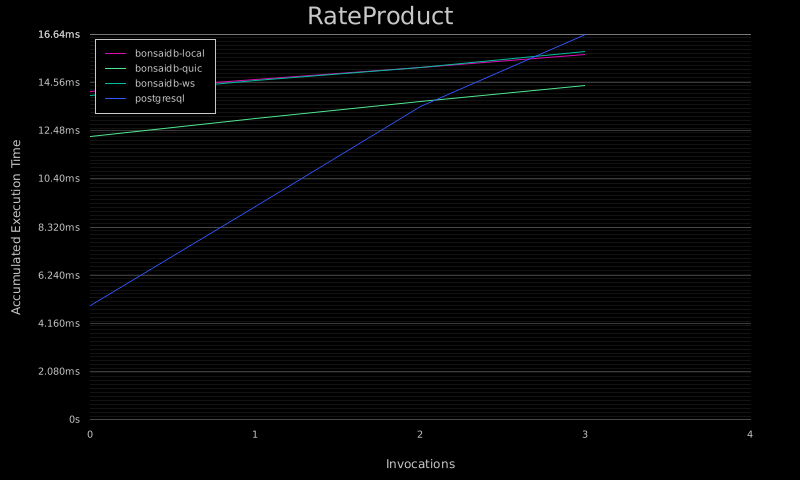 RateProduct
16.64ms
14.56ms
12.48ms
10.40ms
8.320ms
6.240ms
4.160ms
2.080ms
0s
Accumulated Execution Time
bonsaidb-local
bonsaidb-quic
bonsaidb-ws
postgresql
0 1 2 3 4
Invocations